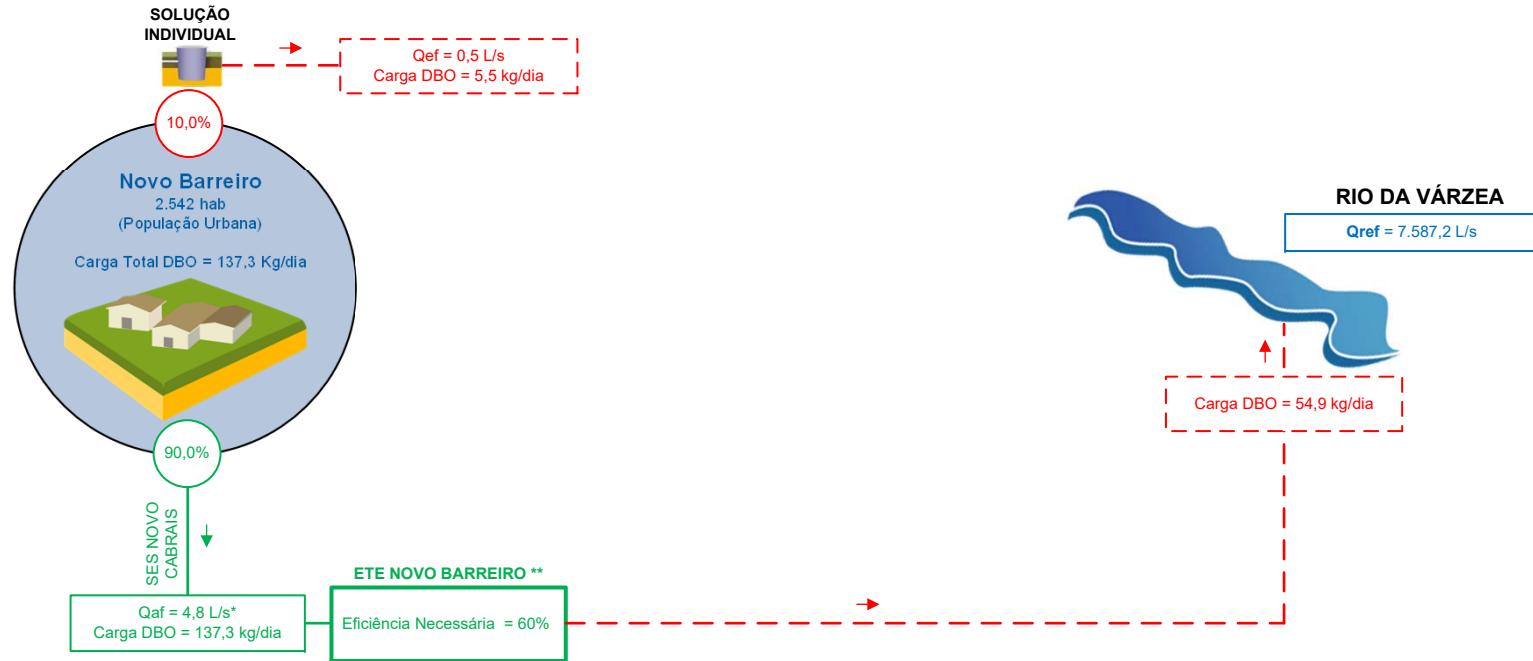 SOLUÇÃO
INDIVIDUAL
Qef = 0,5 L/s
Carga DBO = 5,5 kg/dia
10,0%
Novo Barreiro
2.542 hab
(População Urbana)
Carga Total DBO = 137,3 Kg/dia
90,0%
SES NOVO
CABRAIS
Qaf = 4,8 L/s*
Carga DBO = 137,3 kg/dia
ETE NOVO BARREIRO **
Eficiência Necessária = 60%
RIO DA VÁRZEA
Qref = 7.587,2 L/s
Carga DBO = 54,9 kg/dia